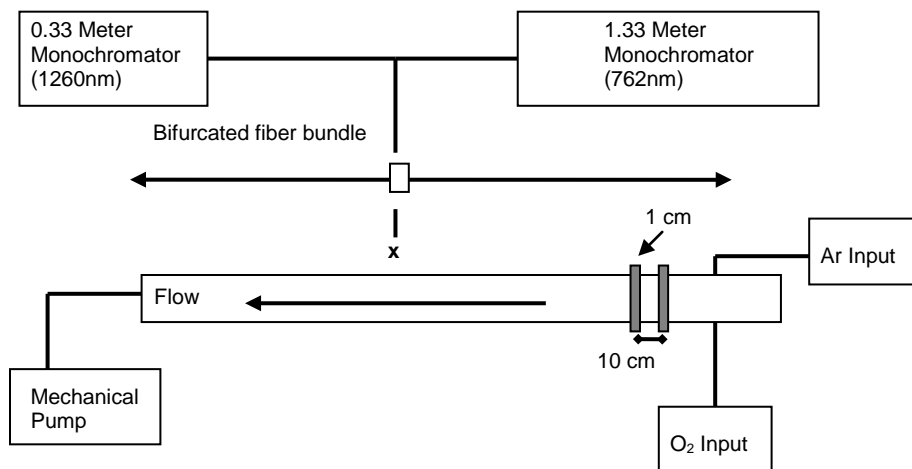 0.33 Meter
Monochromator
(1260nm)
1.33 Meter
Monochromator
(762nm)
Bifurcated fiber bundle
x
1 cm
Ar Input
Flow
10 cm
Mechanical
Pump
O₂ Input